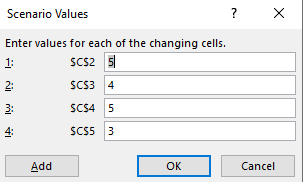 Scenario Values ? ×
Enter values for each of the changing cells.
1: $C$2 5
2: $C$3 4
3: $C$4 5
4: $C$5 3
Add OK Cancel